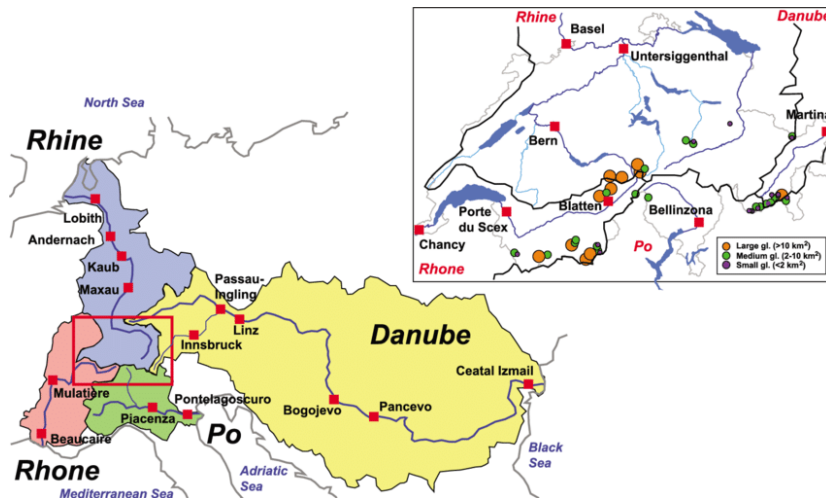 North Sea
Rhine
Lobith
Andernach
Kaub
Maxau
Passau-
Ingling
Linz
Innsbruck
Danube
Ceatal Izmail
Mulatière
Bogojevo
Pancevo
Pontelagoscuro
Piacenza
Beaucaire
Po
Rhone
Mediterranean Sea
Adriatic
Sea
Black
Sea
Rhine
Danube
Basel
Untersiggenthal
Martina
Bern
Blatten
Porte
du Scex
Bellinzona
Chancy
Rhone
Po
Large gl. (>10 km²)
Medium gl. (2-10 km²)
Small gl. (<2 km²)